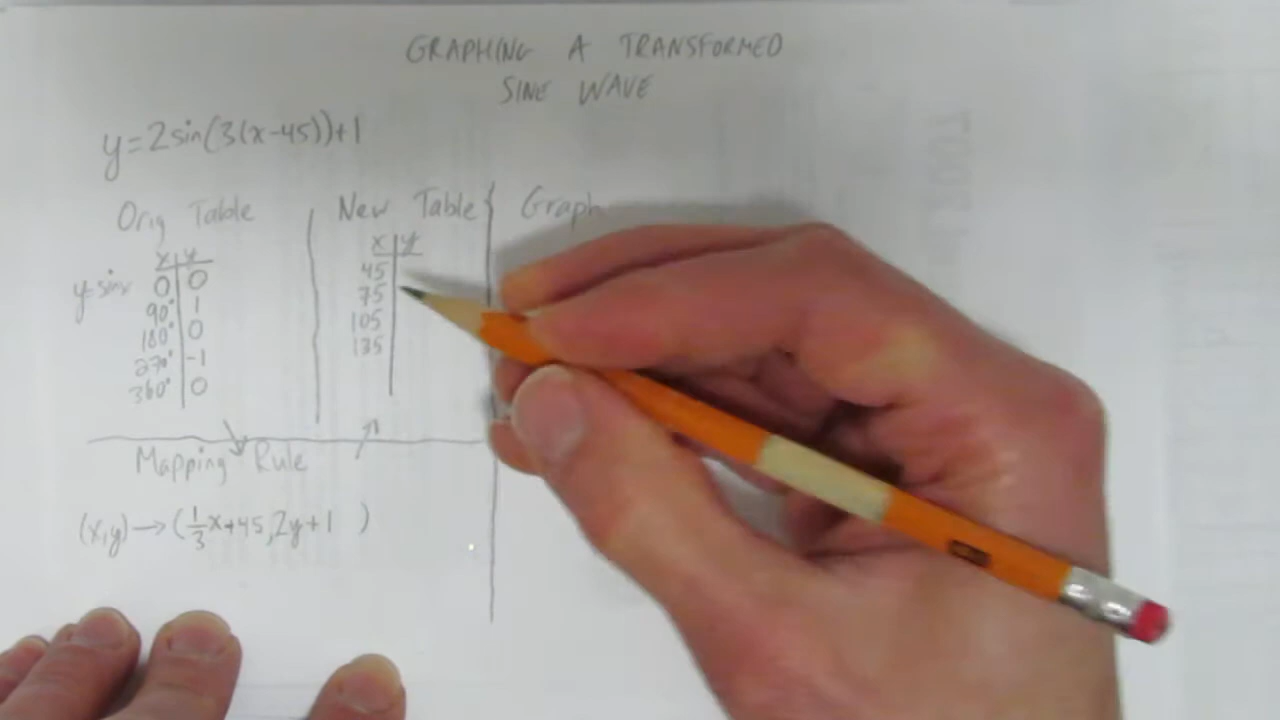 GRAPHING A TRANSFORMED
SINE WAVE
y=2sin(3(x-45))+1
Orig Table
x y
y=sinx
0 0
90° 1
180° 0
270° -1
360° 0
New Table
x y
45
75
105
135
Graph
Mapping Rule
(x,y)→(1/3x+45,2y+1 )